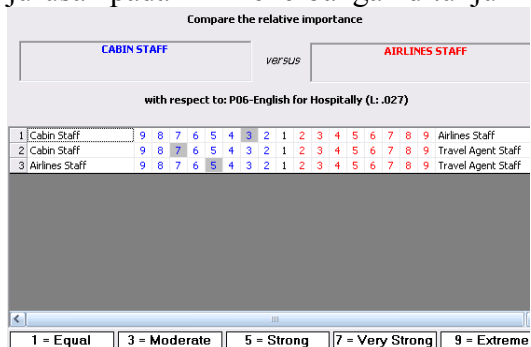 Compare the relative importance
CABIN STAFF versus AIRLINES STAFF
with respect to: P06-English for Hospitally (L: .027)
1 Cabin Staff 9 8 7 6 5 4 3 2 1 2 3 4 5 6 7 8 9 Airlines Staff
2 Cabin Staff 9 8 7 6 5 4 3 2 1 2 3 4 5 6 7 8 9 Travel Agent Staff
3 Airlines Staff 9 8 7 6 5 4 3 2 1 2 3 4 5 6 7 8 9 Travel Agent Staff
1 = Equal 3 = Moderate 5 = Strong 7 = Very Strong 9 = Extreme